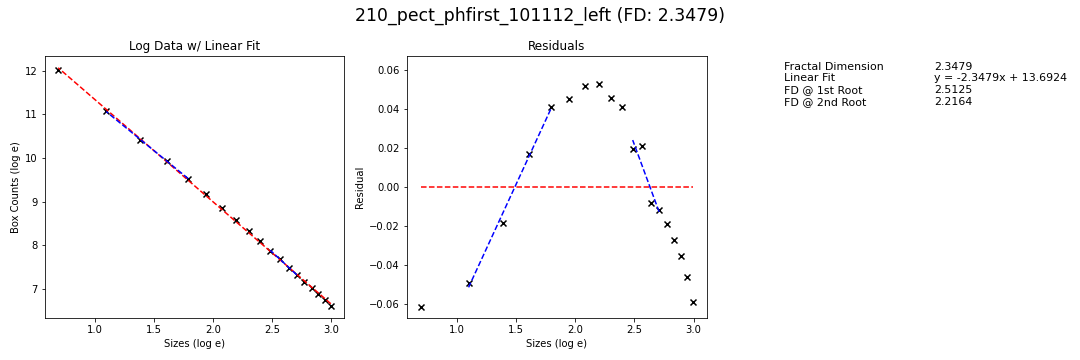 210_pect_phfirst_101112_left (FD: 2.3479)
Log Data w/ Linear Fit
Box Counts (log e)
12
11
10
9
8
7
1.0 1.5 2.0 2.5 3.0
Sizes (log e)
Residuals
Residual
0.06
0.04
0.02
0.00
−0.02
−0.04
−0.06
1.0 1.5 2.0 2.5 3.0
Sizes (log e)
Fractal Dimension 2.3479
Linear Fit y = -2.3479x + 13.6924
FD @ 1st Root 2.5125
FD @ 2nd Root 2.2164